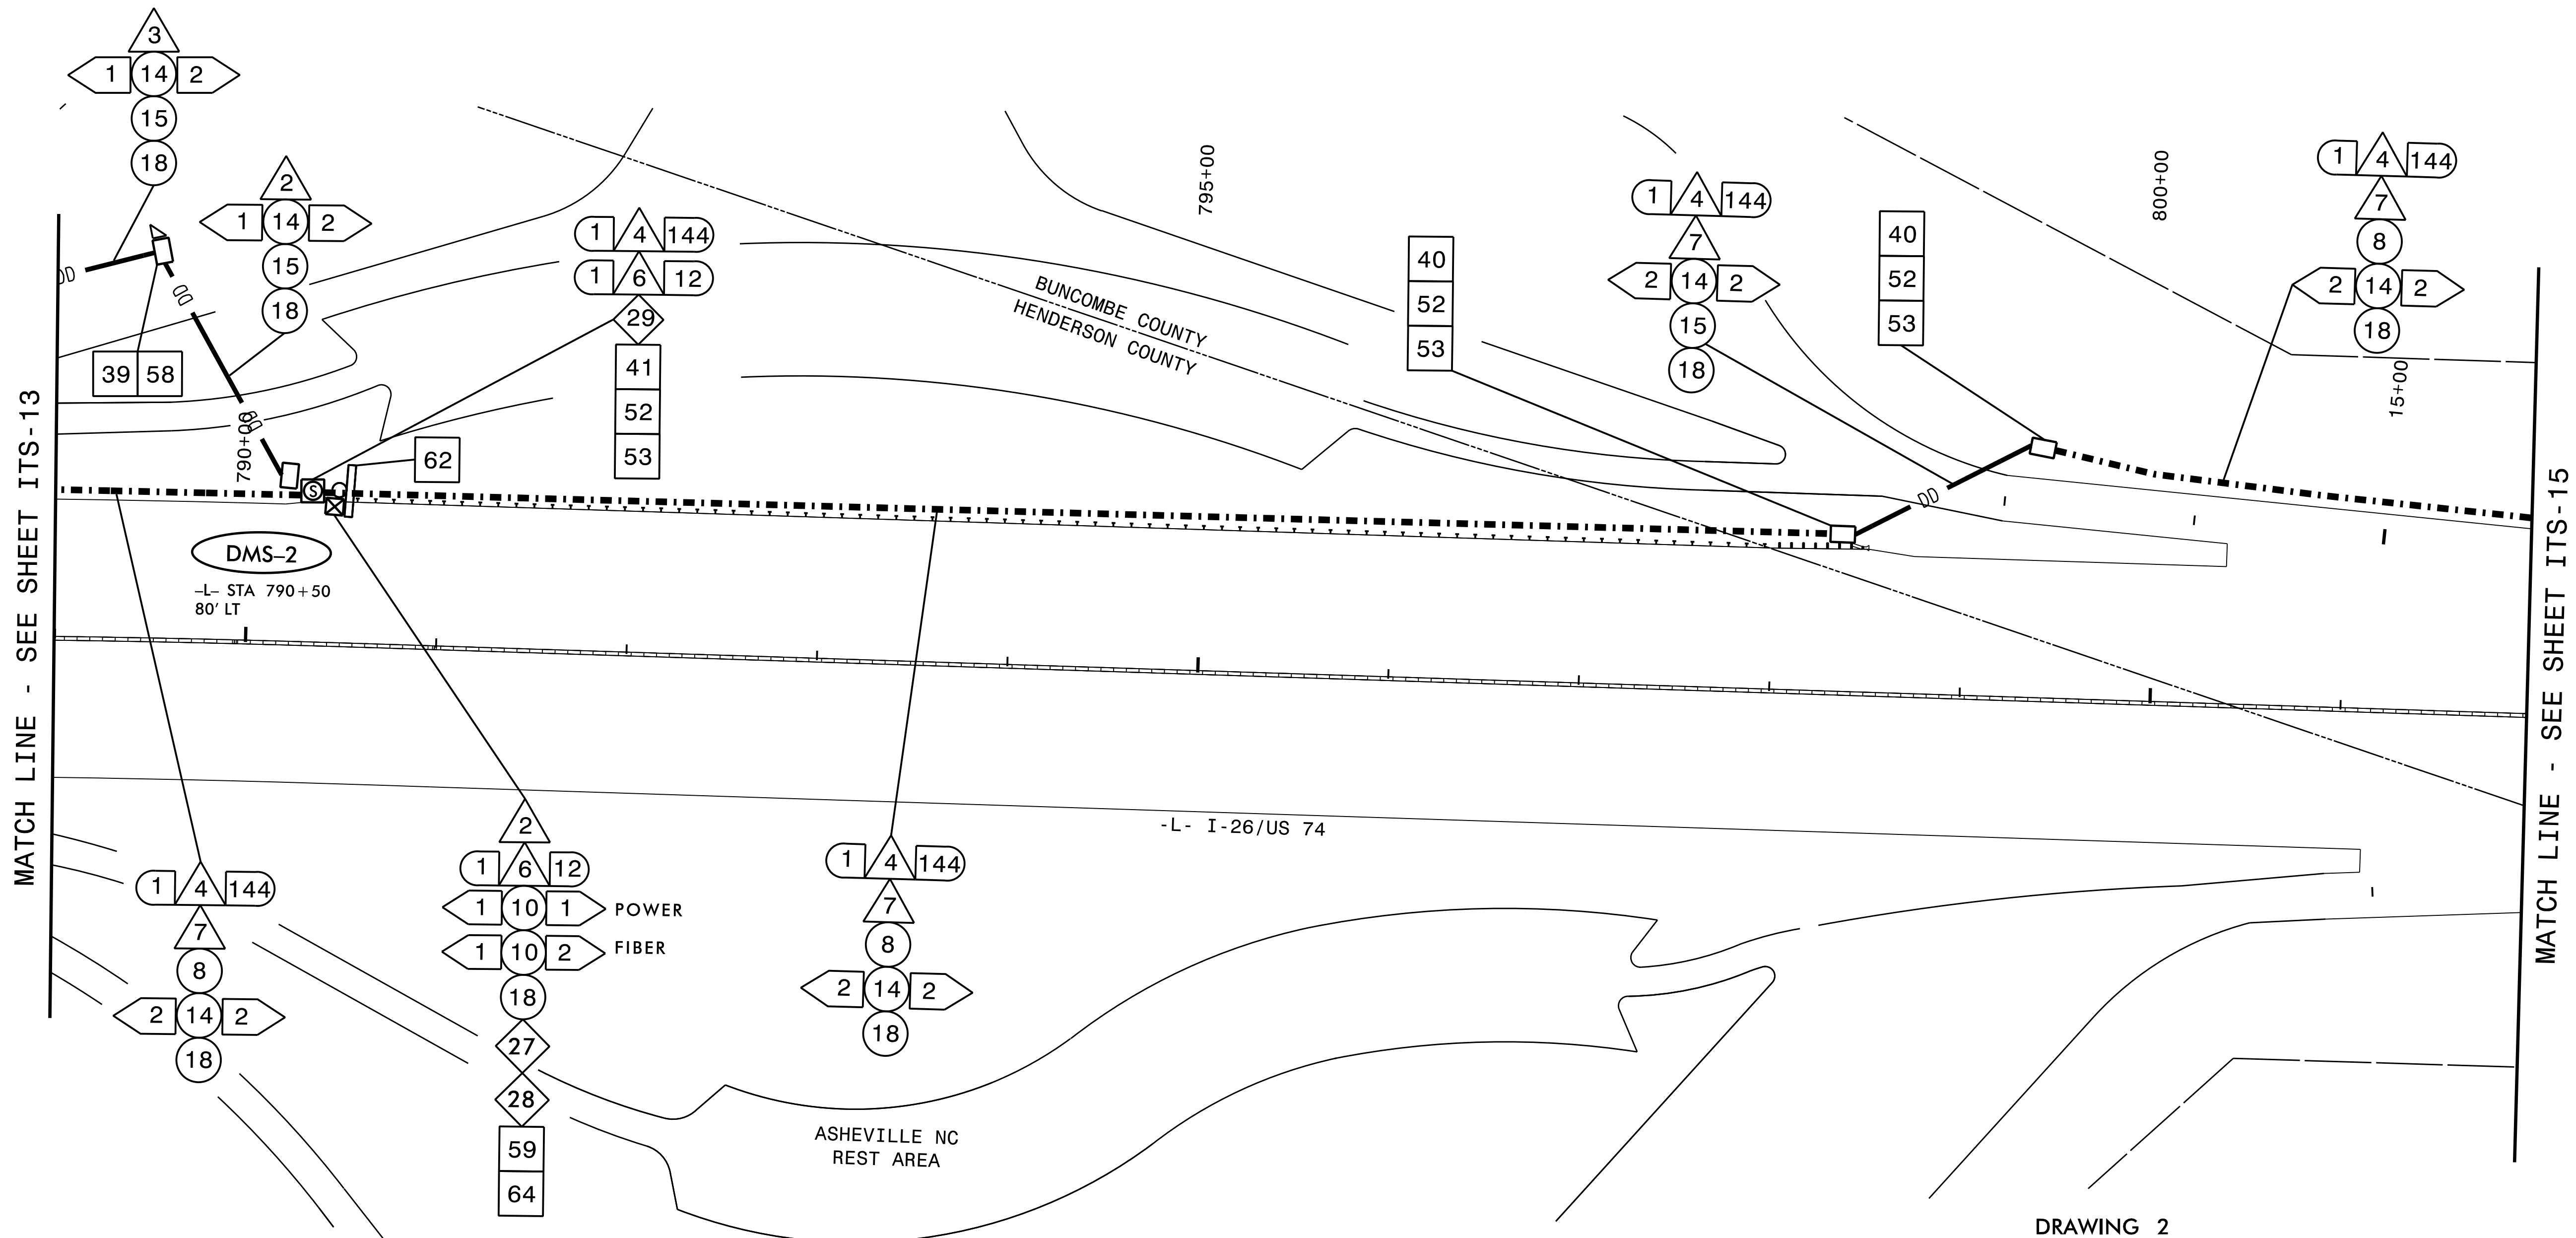 3
1 14 2
15
18
39 58
2
1 14 2
15
18
790+00
1 4 144
1 6 12
29
41
52
53
62
DMS–2
–L– STA 790+50
80' LT
BUNCOMBE COUNTY
HENDERSON COUNTY
795+00
40
52
53
1 4 144
7
2 14 2
15
18
40
52
53
800+00
15+00
1 4 144
7
8
2 14 2
18
S
MATCH LINE - SEE SHEET ITS-13
MATCH LINE - SEE SHEET ITS-15
-L- I-26/US 74
1 4 144
7
8
2 14 2
18
2
1 6 12
1 10 1 POWER
1 10 2 FIBER
18
27
28
59
64
1 4 144
7
8
2 14 2
18
ASHEVILLE NC
REST AREA
DRAWING 2